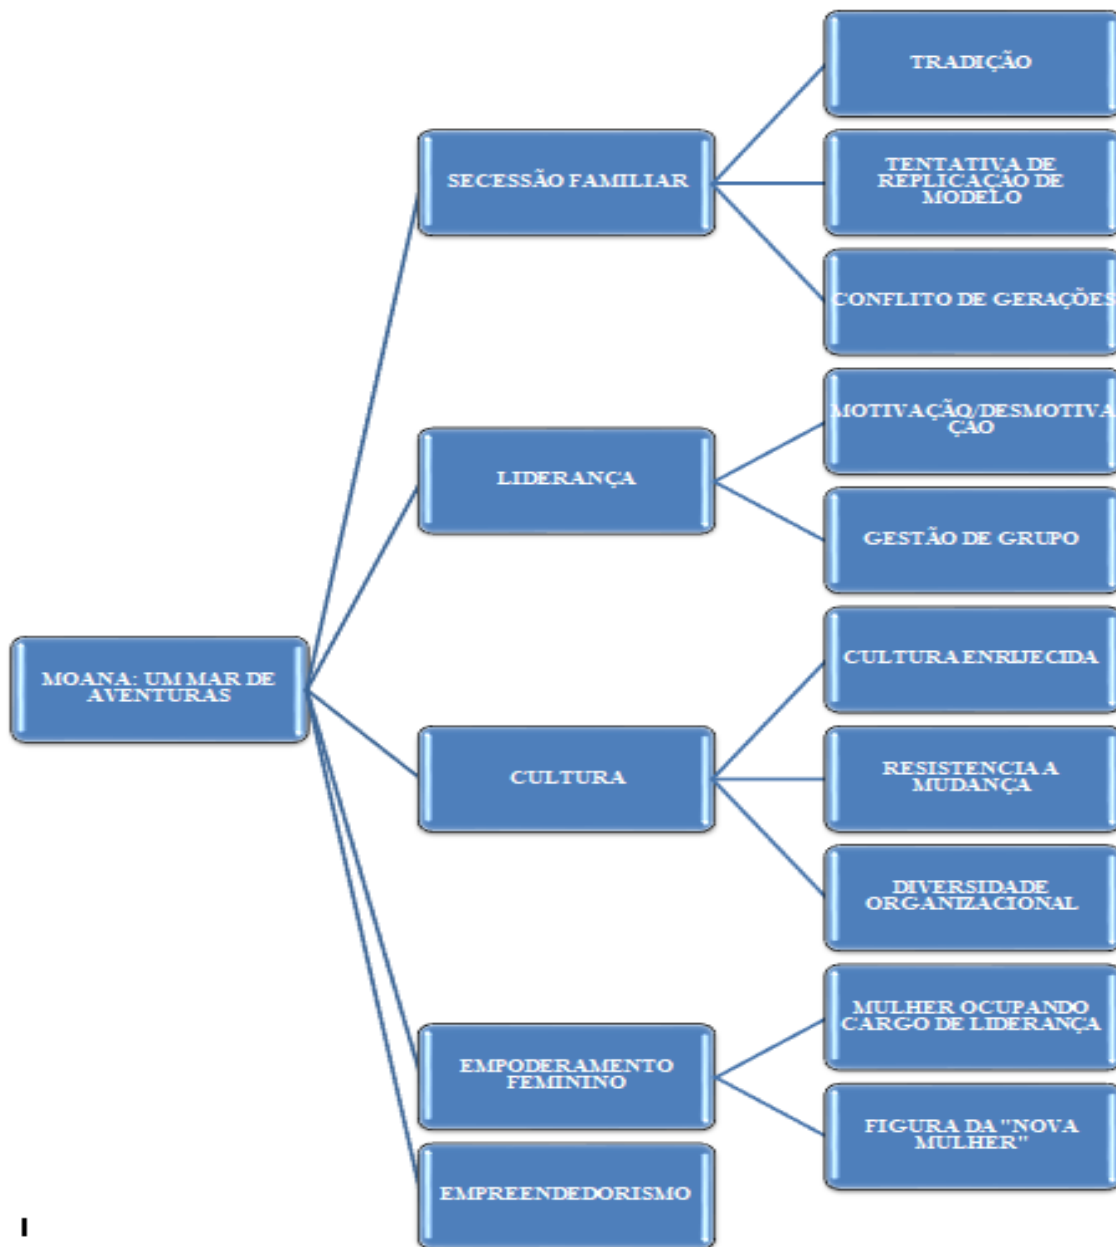 TRADIÇÃO
SECESSÃO FAMILIAR
TENTATIVA DE
REPLICAÇÃO DE
MODELO
CONFLITO DE GERAÇÕES
LIDERANÇA
MOTIVAÇÃO/DESMOTIVA
ÇÃO
GESTÃO DE GRUPO
MOANA: UM MAR DE
AVENTURAS
CULTURA
CULTURA ENRIJECIDA
RESISTENCIA A
MUDANÇA
DIVERSIDADE
ORGANIZACIONAL
EMPODERAMENTO
FEMININO
MULHER OCUPANDO
CARGO DE LIDERANÇA
FIGURA DA "NOVA
MULHER"
EMPREENDEDORISMO
I